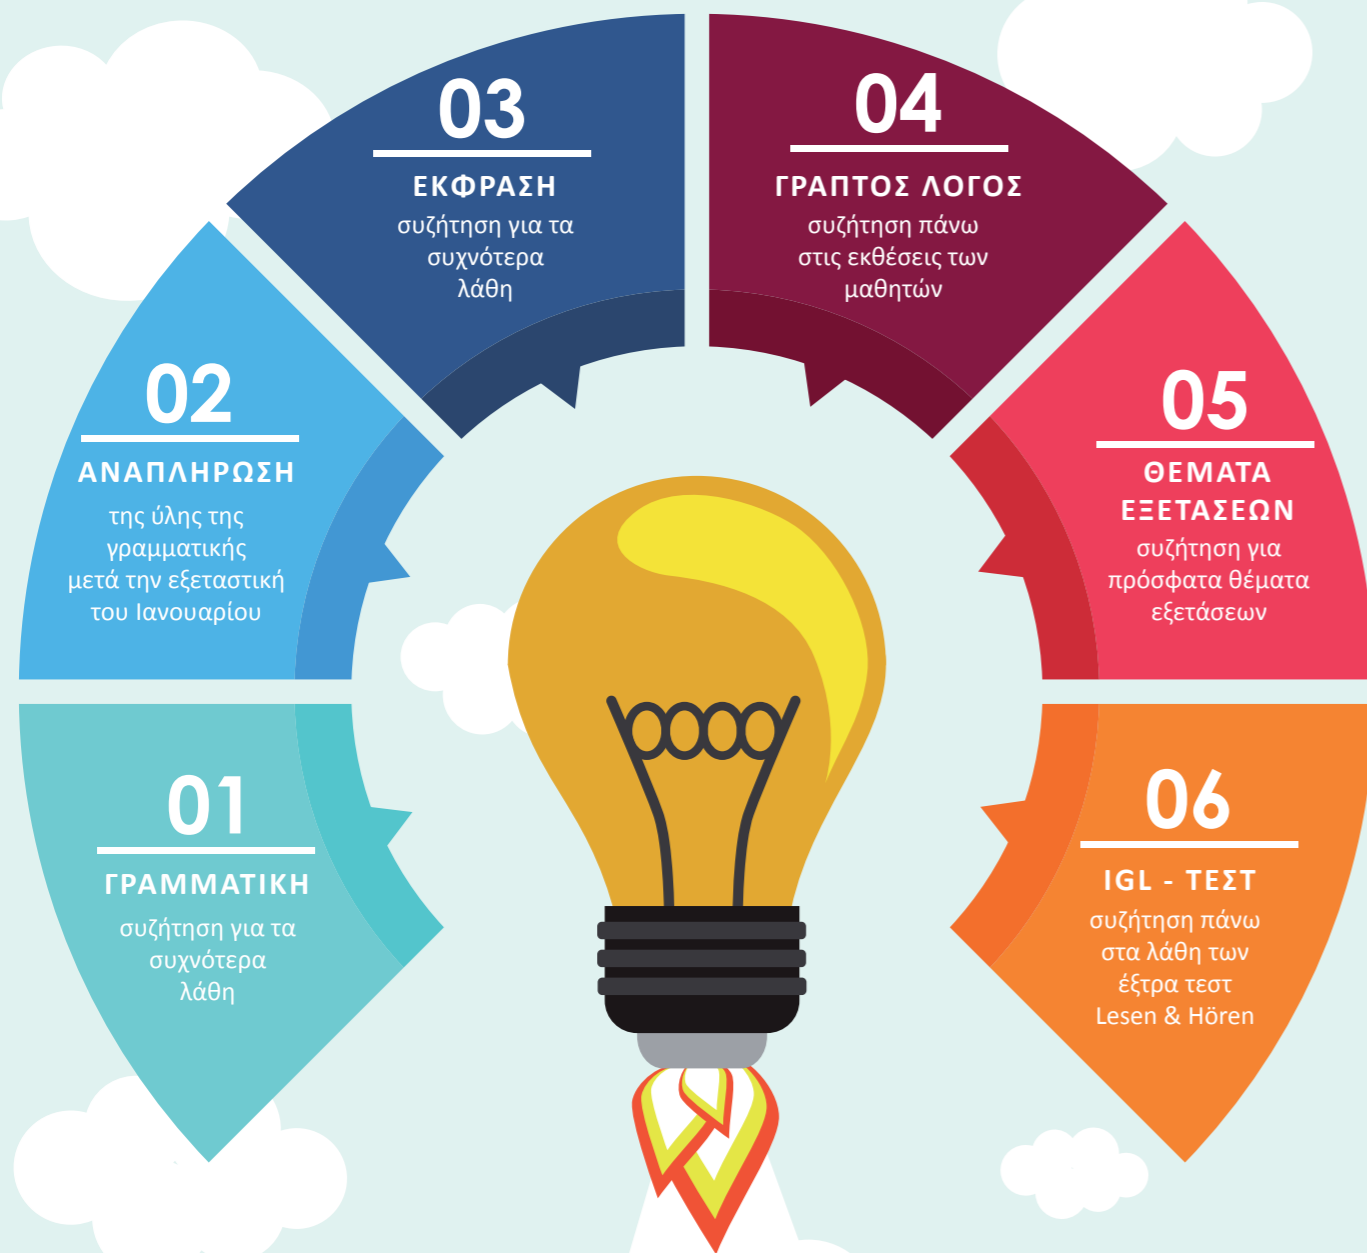 01
ΓΡΑΜΜΑΤΙΚΗ
συζήτηση για τα
συχνότερα
λάθη
02
ΑΝΑΠΛΗΡΩΣΗ
της ύλης της
γραμματικής
μετά την εξεταστική
του Ιανουαρίου
03
ΕΚΦΡΑΣΗ
συζήτηση για τα
συχνότερα
λάθη
04
ΓΡΑΠΤΟΣ ΛΟΓΟΣ
συζήτηση πάνω
στις εκθέσεις των
μαθητών
05
ΘΕΜΑΤΑ
ΕΞΕΤΑΣΕΩΝ
συζήτηση για
πρόσφατα θέματα
εξετάσεων
06
IGL - ΤΕΣΤ
συζήτηση πάνω
στα λάθη των
έξτρα τεστ
Lesen & Hören